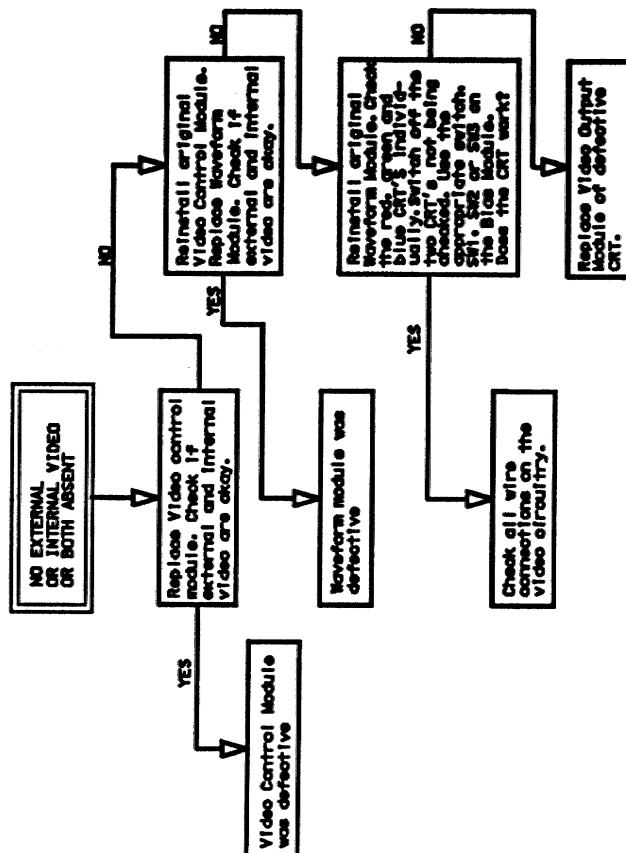 NO EXTERNAL
OR INTERNAL VIDEO
OR BOTH ABSENT
Replace Video control
module. Check if
external and internal
video are okay.
YES
Video Control Module
was defective
NO
Reinstall original
Video Control Module.
Replace Waveform
Module. Check if
external and internal
video are okay.
YES
Waveform module was
defective
NO
Reinstall original
Waveform Module. Check
the red, green and
blue CRT'S individ-
ually. Switch off the
two CRT's not being
checked. Use the
appropriate switch.
SW1, SW2 or SW3 on
the Bias Module.
Does the CRT work?
YES
Check all wire
connections on the
video circuitry.
NO
Replace Video Output
Module of defective
CRT.